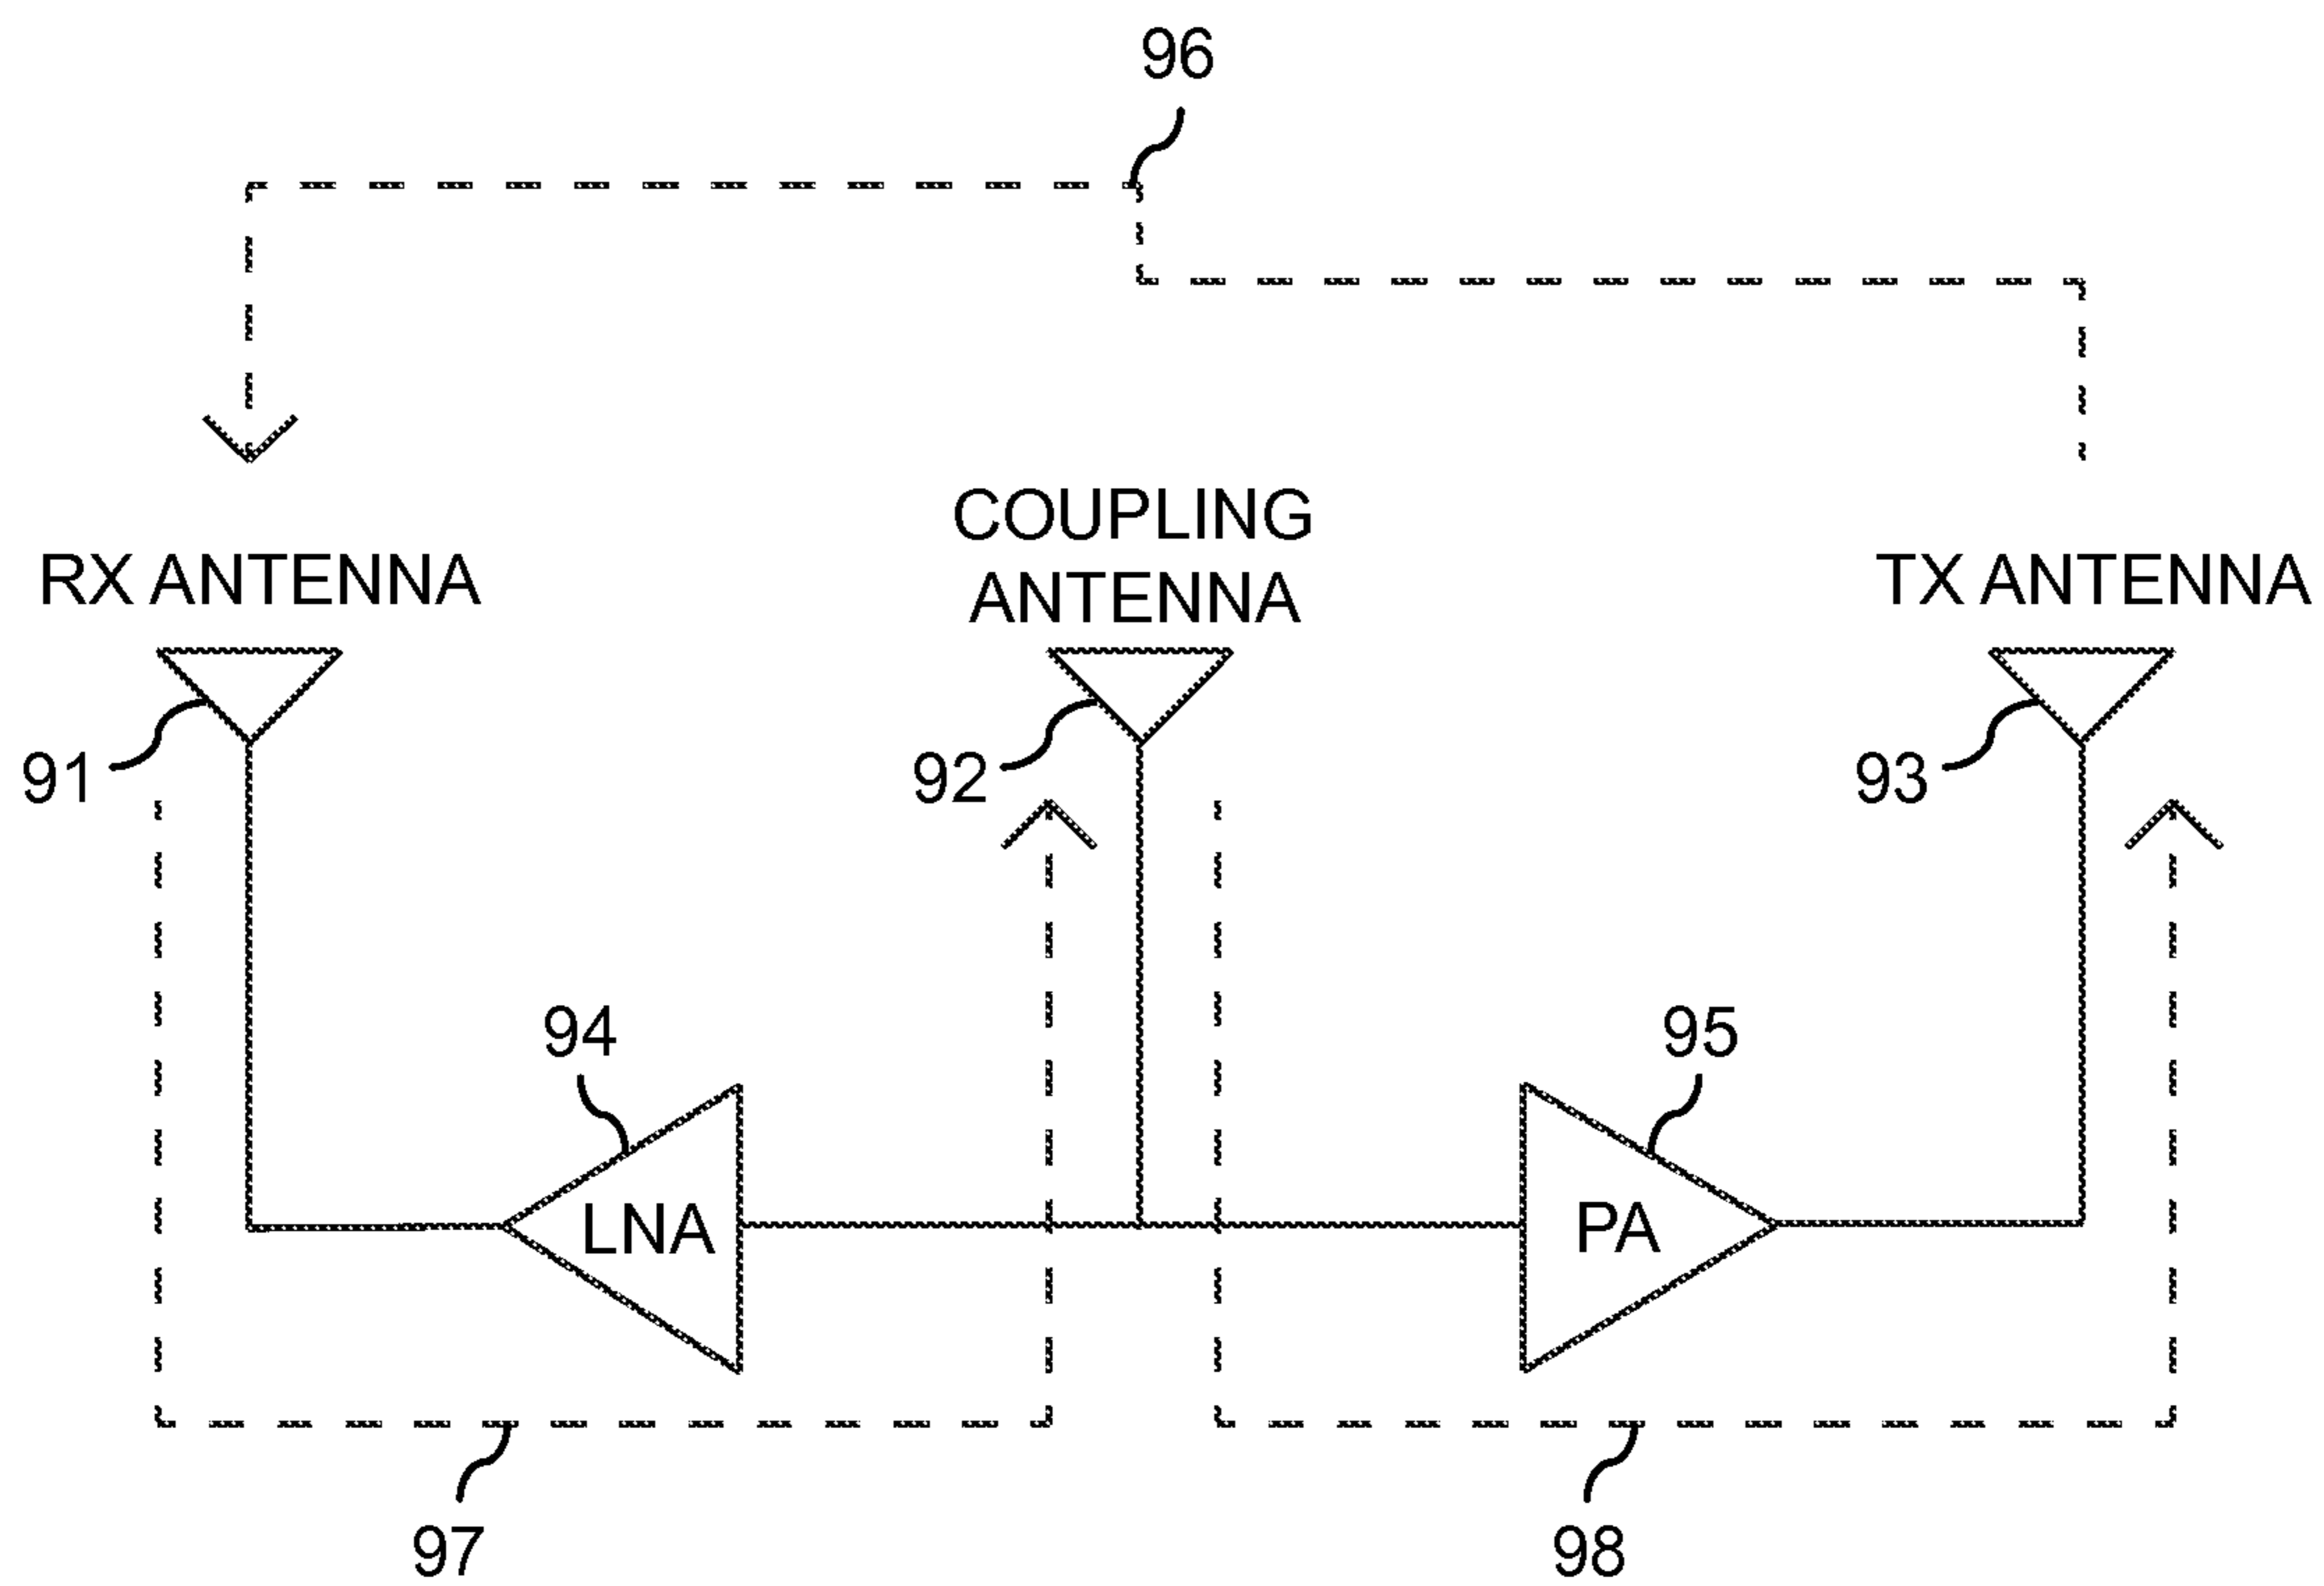 96
COUPLING
RX ANTENNA
ANTENNA
TX ANTENNA
91
92
93
94
95
LNA
PA
97
98